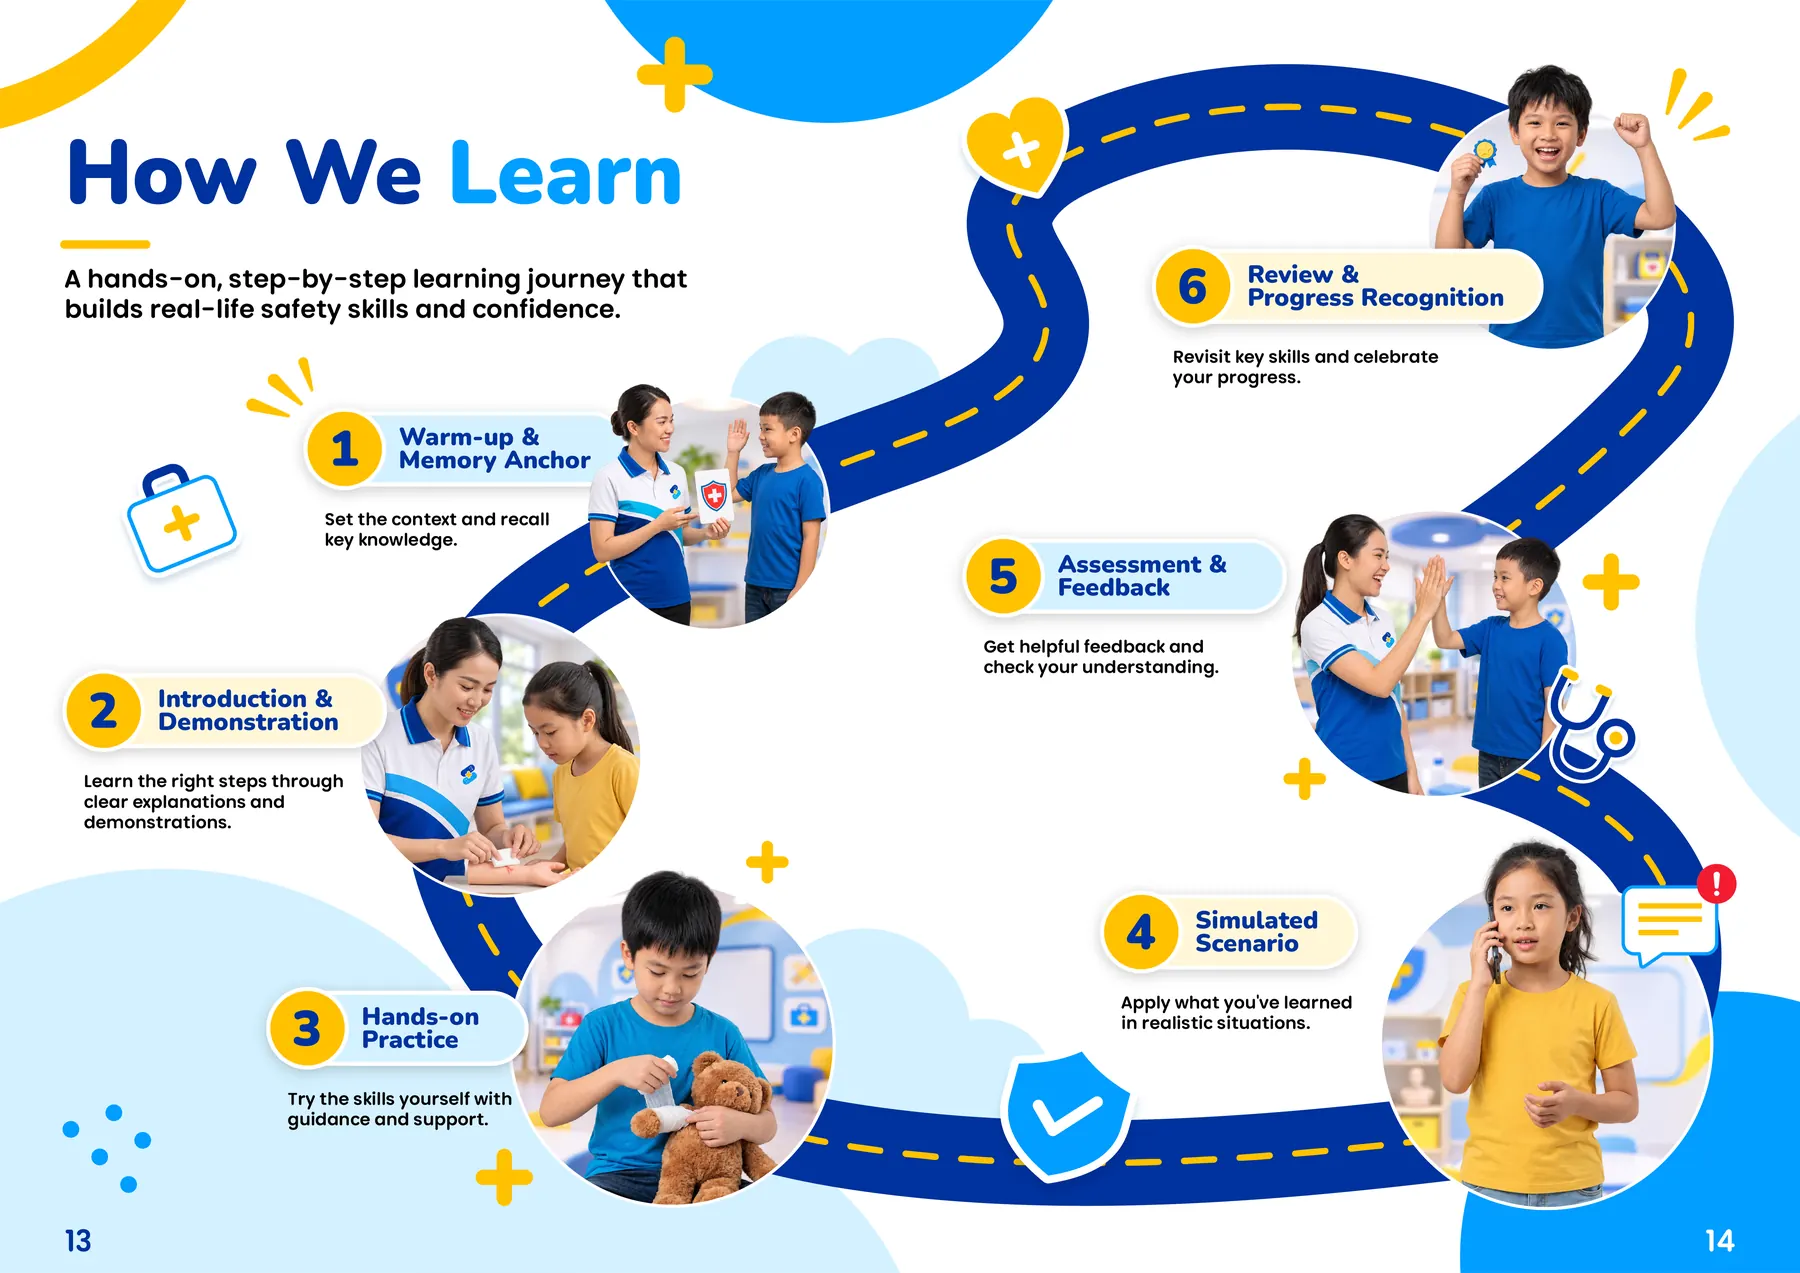 How We Learn
A hands-on, step-by-step learning journey that
builds real-life safety skills and confidence.
1
Warm-up &
Memory Anchor
Set the context and recall
key knowledge.
2
Introduction &
Demonstration
Learn the right steps through
clear explanations and
demonstrations.
3
Hands-on
Practice
Try the skills yourself with
guidance and support.
4
Simulated
Scenario
Apply what you've learned
in realistic situations.
!
5
Assessment &
Feedback
Get helpful feedback and
check your understanding.
6
Review &
Progress Recognition
Revisit key skills and celebrate
your progress.
13
14